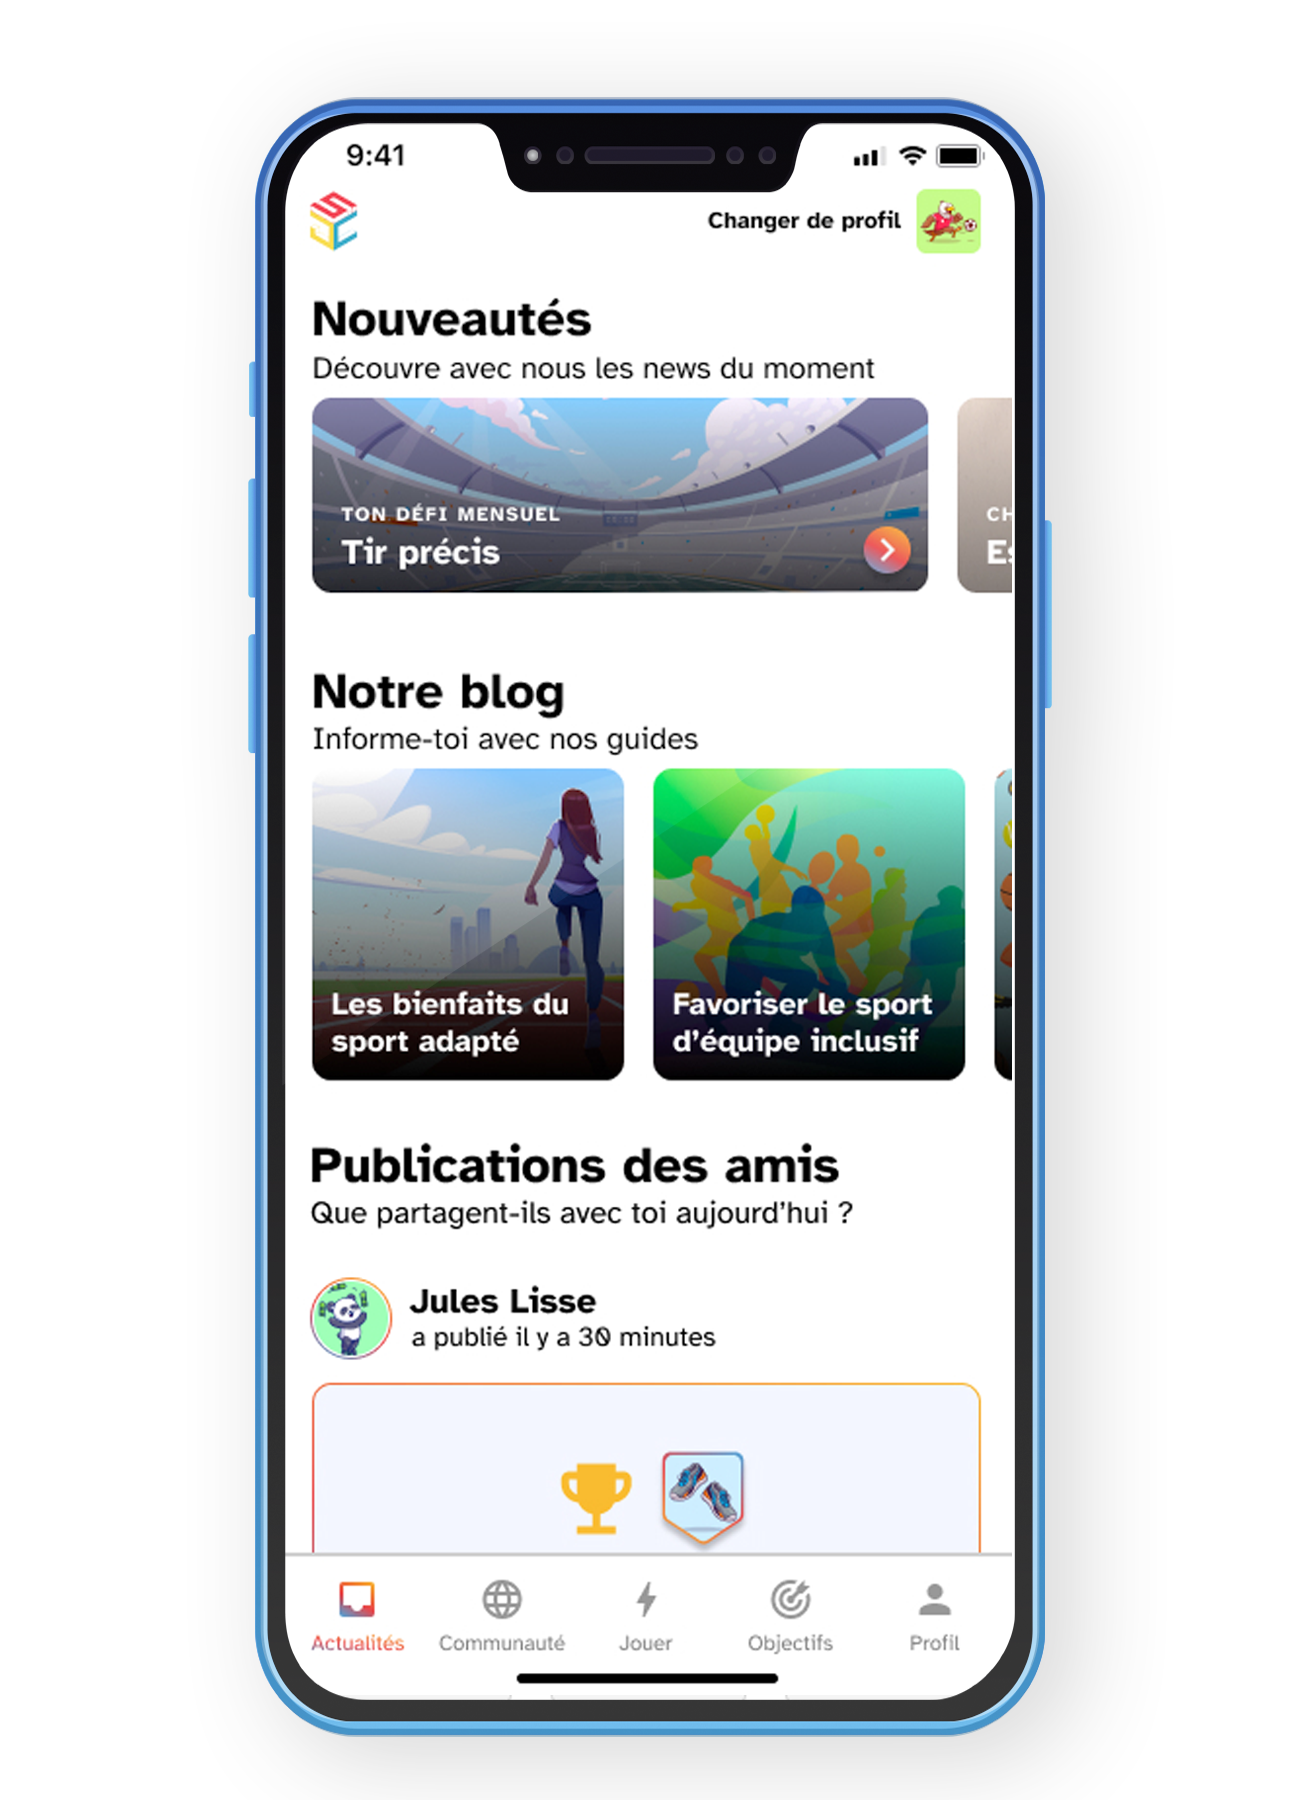 9:41
Changer de profil
Nouveautés
Découvre avec nous les news du moment
TON DÉFI MENSUEL
Tir précis
Notre blog
Informe-toi avec nos guides
Les bienfaits du
sport adapté
Favoriser le sport
d’équipe inclusif
Publications des amis
Que partagent-ils avec toi aujourd’hui ?
Jules Lisse
a publié il y a 30 minutes
Actualités
Communauté
Jouer
Objectifs
Profil